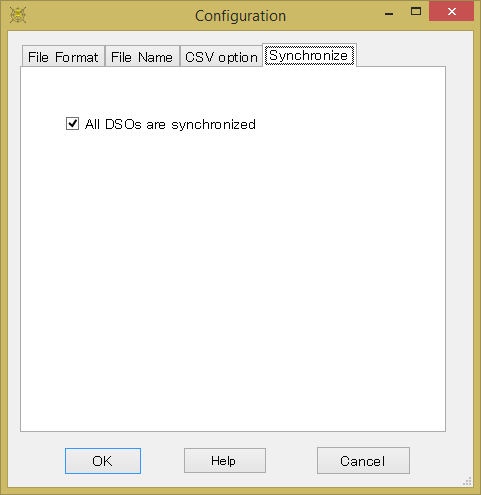 Configuration
File Format File Name CSV option Synchronize
All DSOs are synchronized
OK Help Cancel